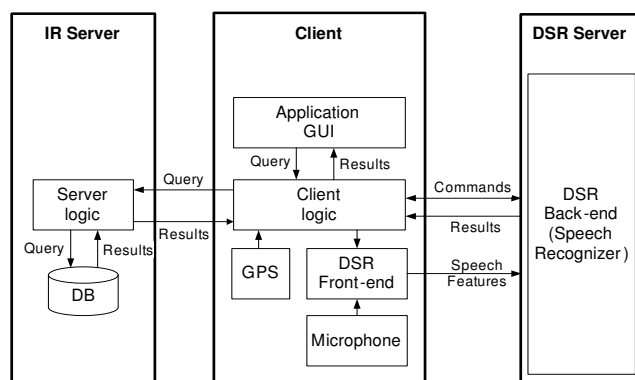 IR Server
Client
DSR Server
Application
GUI
Query
Results
Query
Server
logic
Results
Client
logic
Commands
Results
DSR
Back-end
(Speech
Recognizer)
Query
Results
DB
GPS
DSR
Front-end
Speech
Features
Microphone